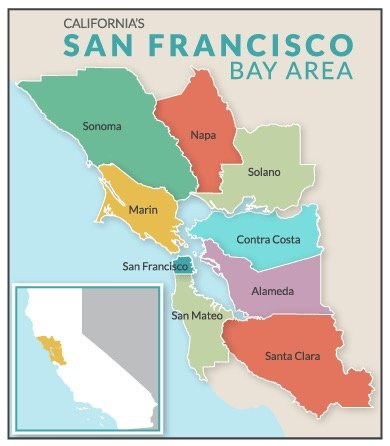 CALIFORNIA'S
SAN FRANCISCO
BAY AREA
Sonoma
Napa
Solano
Marin
Contra Costa
San Francisco
Alameda
San Mateo
Santa Clara